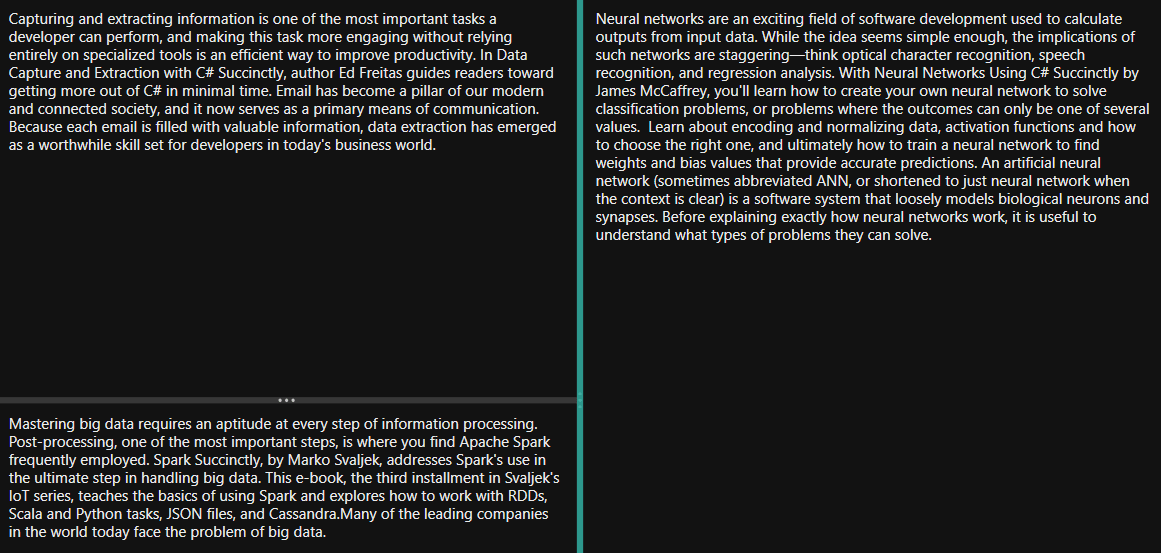 Capturing and extracting information is one of the most important tasks a
developer can perform, and making this task more engaging without relying
entirely on specialized tools is an efficient way to improve productivity. In Data
Capture and Extraction with C# Succinctly, author Ed Freitas guides readers toward
getting more out of C# in minimal time. Email has become a pillar of our modern
and connected society, and it now serves as a primary means of communication.
Because each email is filled with valuable information, data extraction has emerged
as a worthwhile skill set for developers in today's business world.
Mastering big data requires an aptitude at every step of information processing.
Post-processing, one of the most important steps, is where you find Apache Spark
frequently employed. Spark Succinctly, by Marko Svaljek, addresses Spark's use in
the ultimate step in handling big data. This e-book, the third installment in Svaljek's
IoT series, teaches the basics of using Spark and explores how to work with RDDs,
Scala and Python tasks, JSON files, and Cassandra.Many of the leading companies
in the world today face the problem of big data.
Neural networks are an exciting field of software development used to calculate
outputs from input data. While the idea seems simple enough, the implications of
such networks are staggering—think optical character recognition, speech
recognition, and regression analysis. With Neural Networks Using C# Succinctly by
James McCaffrey, you'll learn how to create your own neural network to solve
classification problems, or problems where the outcomes can only be one of several
values.  Learn about encoding and normalizing data, activation functions and how
to choose the right one, and ultimately how to train a neural network to find
weights and bias values that provide accurate predictions. An artificial neural
network (sometimes abbreviated ANN, or shortened to just neural network when
the context is clear) is a software system that loosely models biological neurons and
synapses. Before explaining exactly how neural networks work, it is useful to
understand what types of problems they can solve.